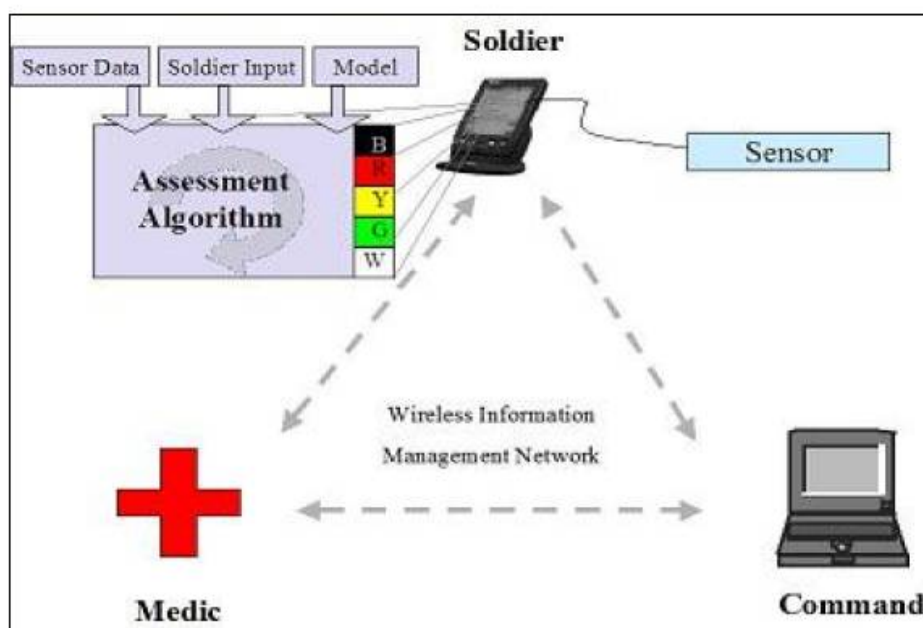 Soldier
Sensor Data
Soldier Input
Model
Assessment
Algorithm
B
R
Y
G
W
Sensor
Wireless Information
Management Network
Medic
Command